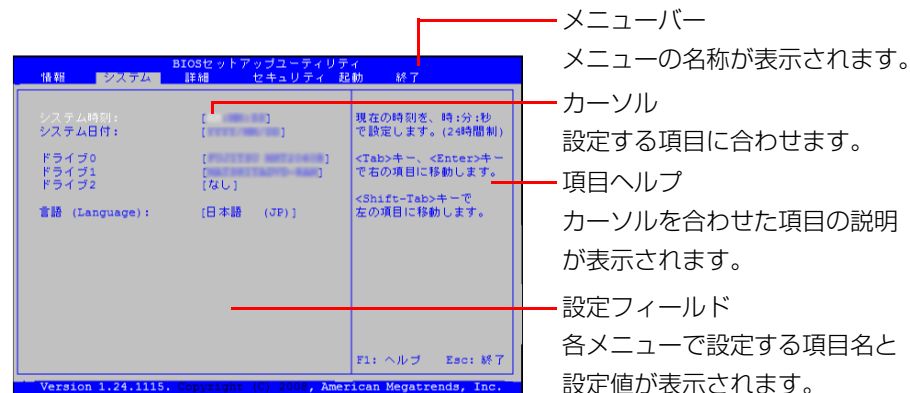 BIOSセットアップユーティリティ
情報 システム 詳細 セキュリティ 起動 終了
システム時刻:
システム日付:
ドライブ0
ドライブ1
ドライブ2 [なし]
言語 (Language): [日本語 (JP)]
現在の時刻を、時:分:秒
で設定します。(24時間制)
<Tab>キー、<Enter>キー
で右の項目に移動します。
<Shift-Tab>キーで
左の項目に移動します。
F1: ヘルプ Esc: 終了
Version 1.24.1115. Copyright (C) 2008, American Megatrends, Inc.
メニューバー
メニューの名称が表示されます。
カーソル
設定する項目に合わせます。
項目ヘルプ
カーソルを合わせた項目の説明
が表示されます。
設定フィールド
各メニューで設定する項目名と
設定値が表示されます。